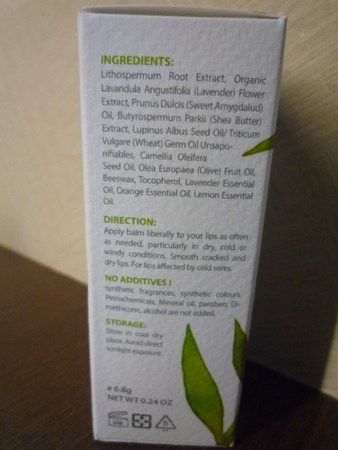 INGREDIENTS:
Lithospermum Root Extract, Organic
Lavandula Angustifolia (Lavender) Flower
Extract, Prunus Dulcis (Sweet Amygdalud)
Oil, Butyrospermum Parkii (Shea Butter)
Extract, Lupinus Albus Seed Oil/ Triticum
Vulgare (Wheat) Germ Oil Unsapo-
nifiables, Camellia Oleifera
Seed Oil, Olea Europaea (Olive) Fruit Oil,
Beeswax, Tocopherol, Lavender Essential
Oil, Orange Essential Oil, Lemon Essential
Oil.
DIRECTION:
Apply balm liberally to your lips as often
as needed, particularly in dry, cold or
windy conditions. Smooth cracked and
dry lips. For lips affected by cold sores.
NO ADDITIVES !
synthetic fragrances, synthetic colours,
Petrochemicals, Mineral oil, paraben, Di-
methicone, alcohol are not added.
STORAGE:
Store in cool dry
place. Avoid direct
sunlight exposure.
e 6.8g
NET WT 0.24 OZ